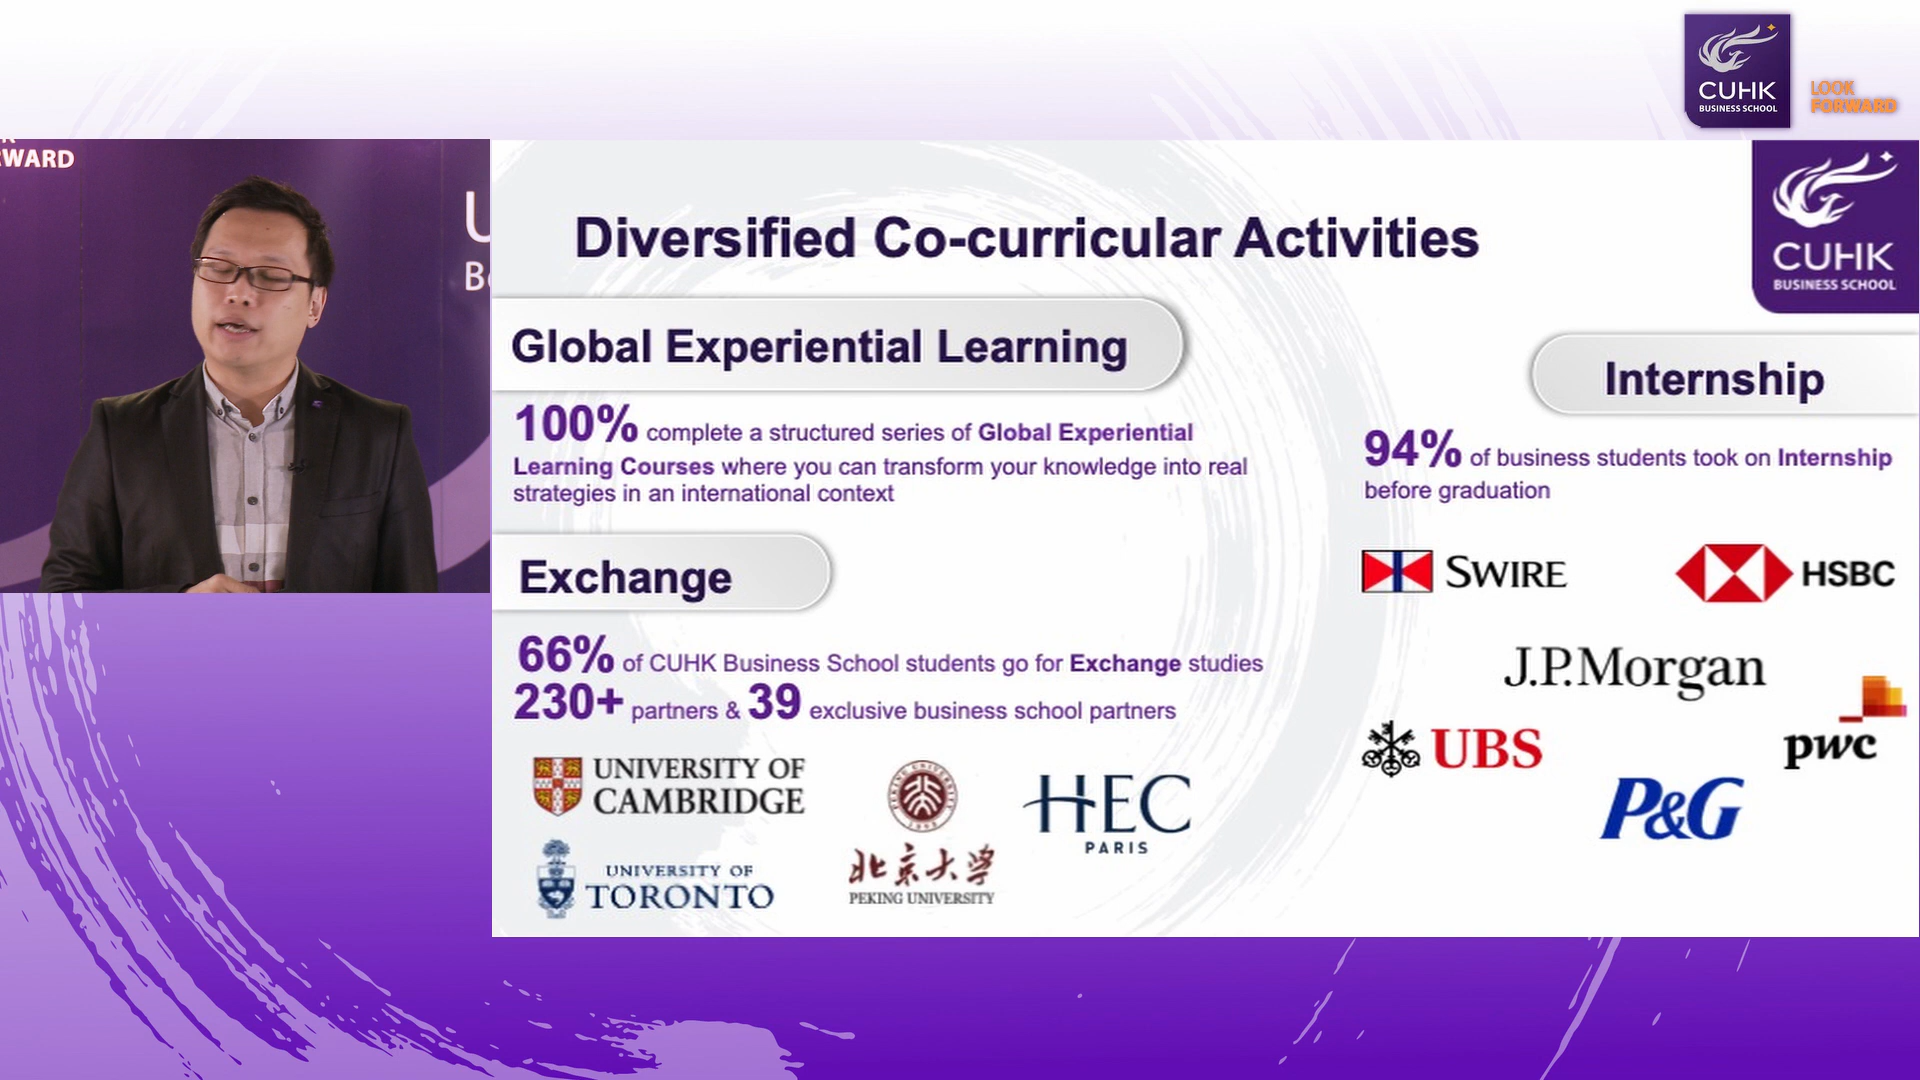 CUHK
BUSINESS SCHOOL
LOOK
FORWARD
WARD
U
B
Diversified Co-curricular Activities
CUHK
BUSINESS SCHOOL
Global Experiential Learning
100% complete a structured series of Global Experiential
Learning Courses where you can transform your knowledge into real
strategies in an international context
Exchange
66% of CUHK Business School students go for Exchange studies
230+ partners & 39 exclusive business school partners
UNIVERSITY OF
CAMBRIDGE
UNIVERSITY OF
TORONTO
PEKING UNIVERSITY
1898
北京大学
PEKING UNIVERSITY
HEC
PARIS
Internship
94% of business students took on Internship
before graduation
SWIRE
HSBC
J.P.Morgan
UBS
pwc
P&G